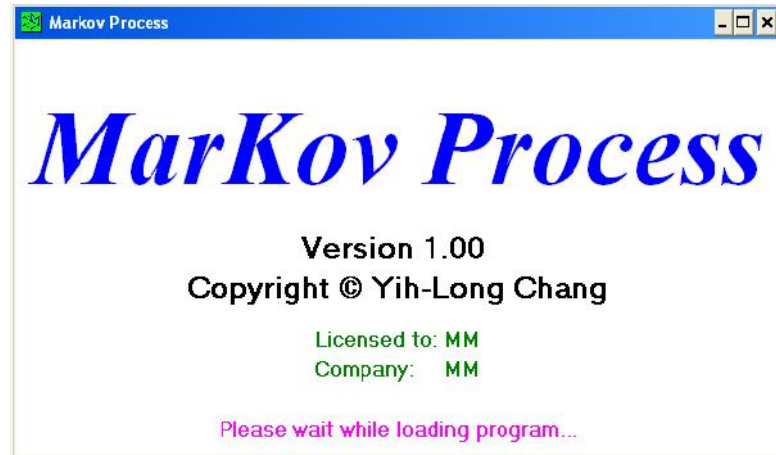 Markov Process
MarKov Process
Version 1.00
Copyright © Yih-Long Chang
Licensed to: MM
Company: MM
Please wait while loading program...